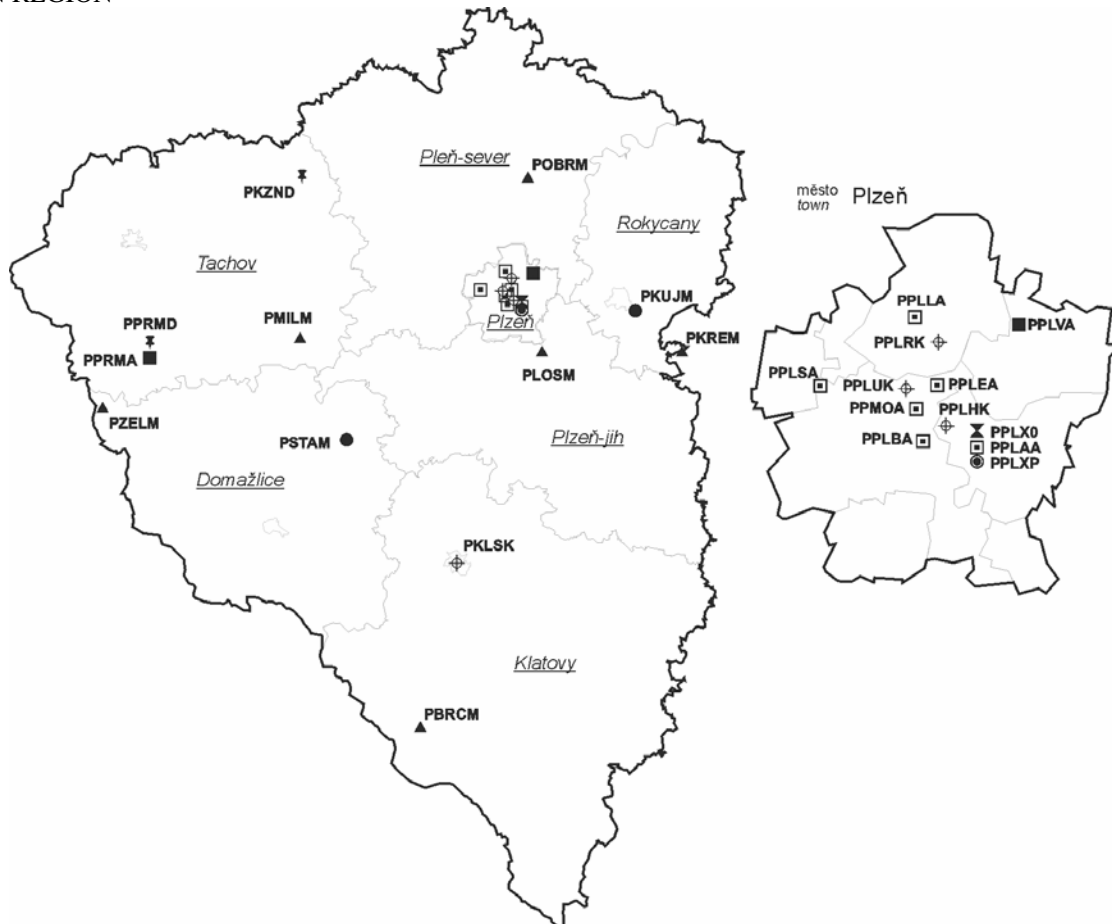 N REGION
Pleň-sever
POBRM
PKZND
Rokycany
město
town
Plzeň
Tachov
PKUJM
PPRMD
PMILM
Plzeň
PPRMA
PLOSM
PKREM
PZELM
PSTAM
Plzeň-jih
Domažlice
PKLSK
Klatovy
PBRCM
PPLLA
PPLVA
PPLRK
PPLSA
PPLUK
PPLEA
PPMOA
PPLHK
PPLX0
PPLBA
PPLAA
PPLXP